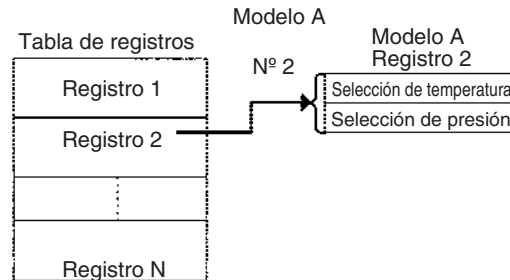 Modelo A
Tabla de registros
Nº 2
Modelo A
Registro 2
Registro 1
Selección de temperatura
Registro 2
Selección de presión
Registro N